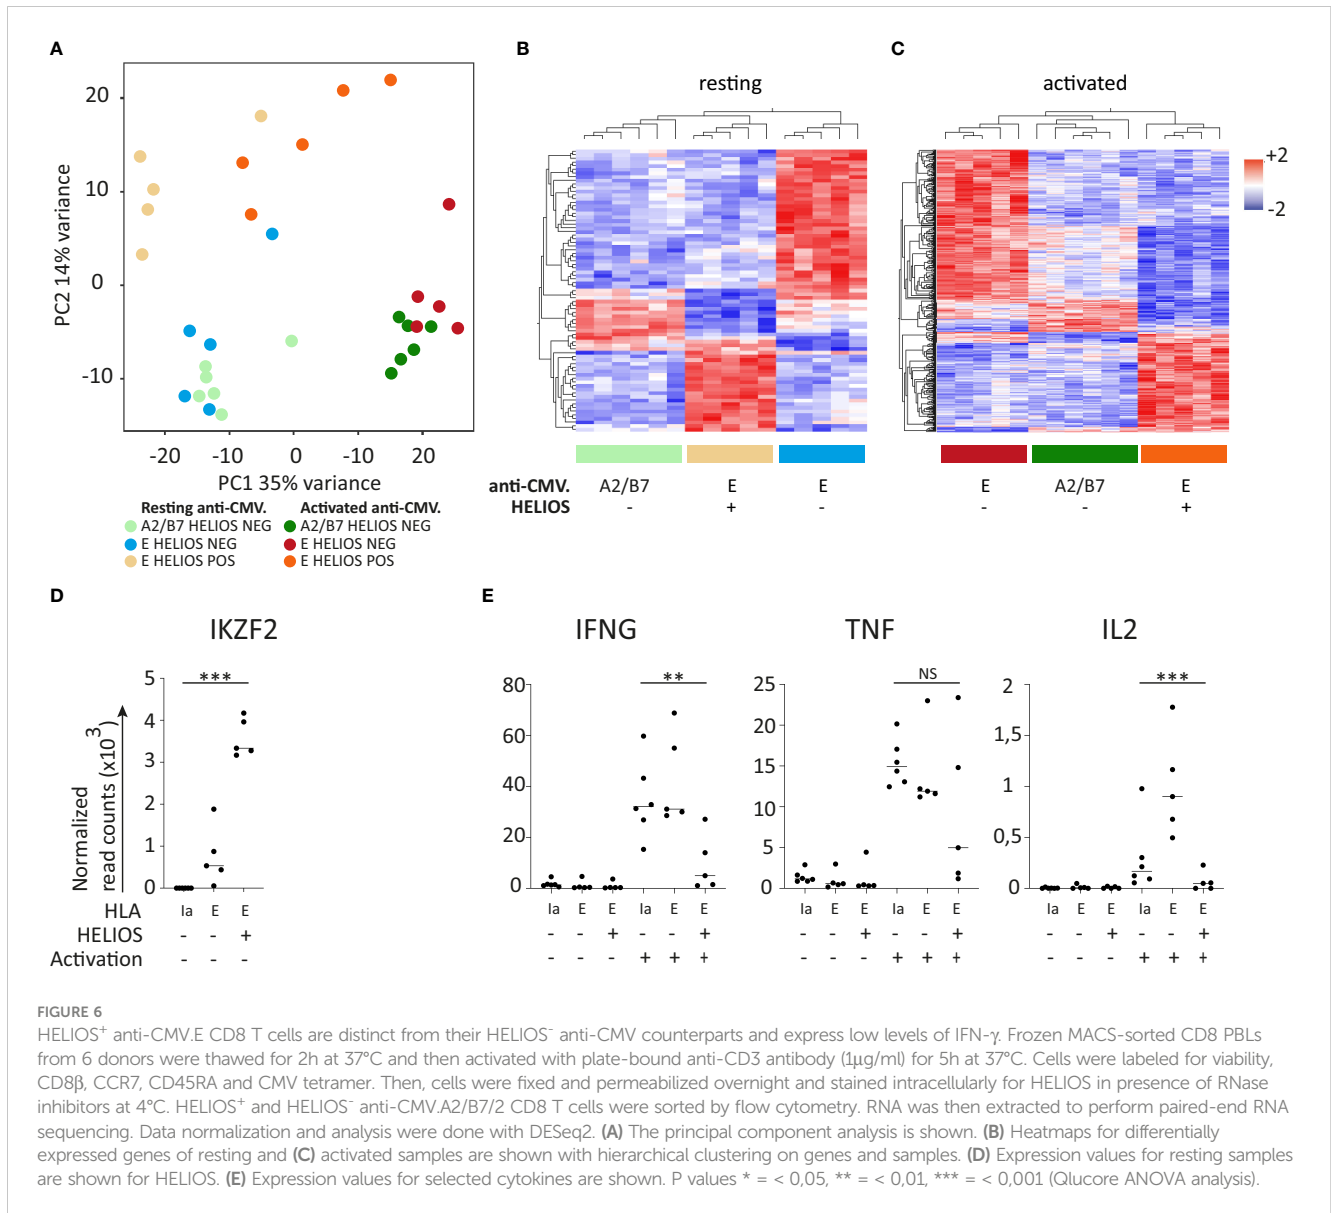 A
B
C
resting
activated
20
10
0
-10
PC2 14% variance
-20
-10
0
-10
20
PC1 35% variance
+2
-2
Resting anti-CMV.
Activated anti-CMV.
A2/B7 HELIOS NEG
A2/B7 HELIOS NEG
E HELIOS NEG
E HELIOS NEG
E HELIOS POS
E HELIOS POS
anti-CMV.
A2/B7
E
E
E
A2/B7
E
HELIOS
-
+
-
-
-
+
D
E
IKZF2
IFNG
TNF
IL2
***
**
NS
***
5
4
3
2
1
0
Normalized
read counts (x10³)
80
60
40
20
0
25
20
15
10
5
0
2
1,5
1
0,5
0
HLA
Ia E E
Ia E E Ia E E
Ia E E Ia E E
Ia E E Ia E E
HELIOS
- - +
- - + - - +
- - + - - +
- - + - - +
Activation
- - -
- - - + + +
- - - + + +
- - - + + +
FIGURE 6
HELIOS⁺ anti-CMV.E CD8 T cells are distinct from their HELIOS⁻ anti-CMV counterparts and express low levels of IFN-γ. Frozen MACS-sorted CD8 PBLs
from 6 donors were thawed for 2h at 37°C and then activated with plate-bound anti-CD3 antibody (1μg/ml) for 5h at 37°C. Cells were labeled for viability,
CD8β, CCR7, CD45RA and CMV tetramer. Then, cells were fixed and permeabilized overnight and stained intracellularly for HELIOS in presence of RNase
inhibitors at 4°C. HELIOS⁺ and HELIOS⁻ anti-CMV.A2/B7/2 CD8 T cells were sorted by flow cytometry. RNA was then extracted to perform paired-end RNA
sequencing. Data normalization and analysis were done with DESeq2. (A) The principal component analysis is shown. (B) Heatmaps for differentially
expressed genes of resting and (C) activated samples are shown with hierarchical clustering on genes and samples. (D) Expression values for resting samples
are shown for HELIOS. (E) Expression values for selected cytokines are shown. P values * = < 0,05, ** = < 0,01, *** = < 0,001 (Qlucore ANOVA analysis).